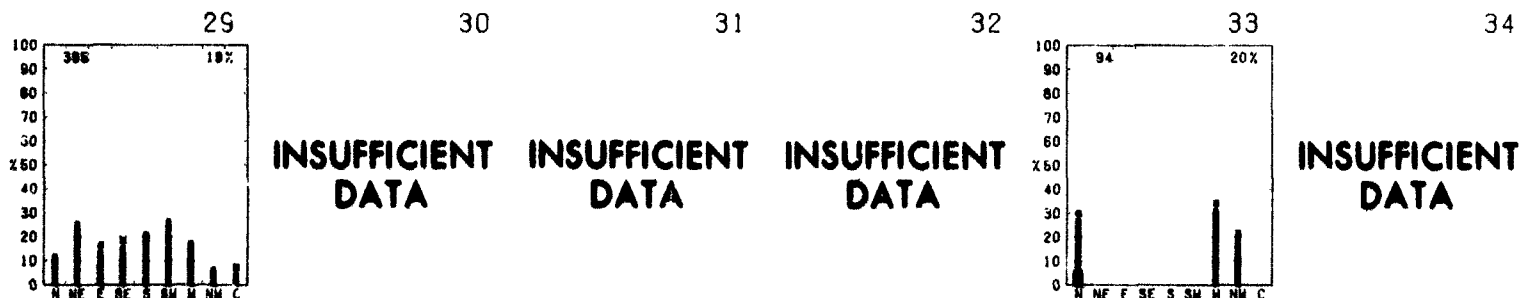 29 30 31 32 33 34
100 100
90 90
80 80
70 70
60 60
%50 %50
40 40
30 30
20 20
10 10
0 0
19% 94 20%
INSUFFICIENT INSUFFICIENT INSUFFICIENT INSUFFICIENT
DATA DATA DATA DATA
N NE E SE S SW W NW C N NE E SE S SW W NW C